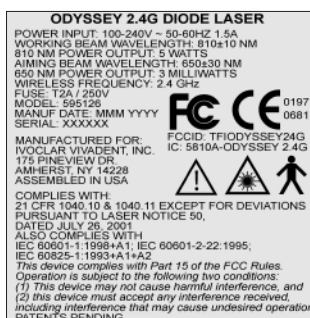 ODYSSEY 2.4G DIODE LASER
POWER INPUT: 100-240V ~ 50-60HZ 1.5A
WORKING BEAM WAVELENGTH: 810±10 NM
810 NM POWER OUTPUT: 5 WATTS
AIMING BEAM WAVELENGTH: 650±30 NM
650 NM POWER OUTPUT: 3 MILLIWATTS
WIRELESS FREQUENCY: 2.4 GHz
FUSE: T2A / 250V
MODEL: 595126
MANUF DATE: MMM YYYY
SERIAL: XXXXXX
FC CE 0197
0681
MANUFACTURED FOR:
IVOCLAR VIVADENT, INC.
175 PINEVIEW DR.
AMHERST, NY 14228
ASSEMBLED IN USA
FCCID: TFIODYSSEY24G
IC: 5810A-ODYSSEY 2.4G
COMPLIES WITH:
21 CFR 1040.10 & 1040.11 EXCEPT FOR DEVIATIONS
PURSUANT TO LASER NOTICE 50,
DATED JULY 26, 2001
ALSO COMPLIES WITH
IEC 60601-1:1998+A1; IEC 60601-2-22:1995;
IEC 60825-1:1993+A1+A2
This device complies with Part 15 of the FCC Rules.
Operation is subject to the following two conditions:
(1) This device may not cause harmful interference, and
(2) this device must accept any interference received,
including interference that may cause undesired operation
PATENTS PENDING